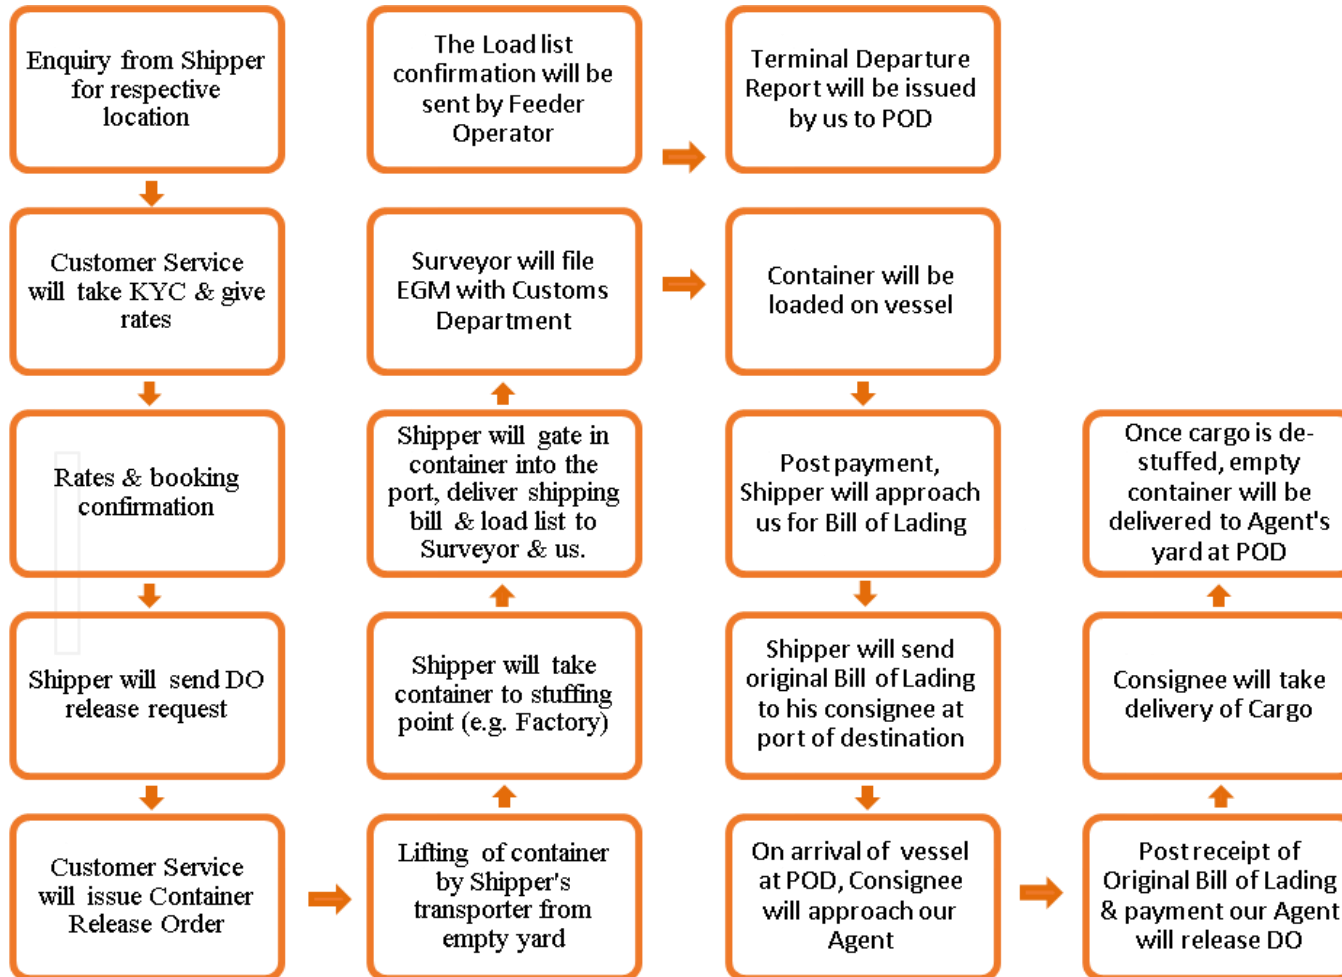 Enquiry from Shipper
for respective
location
Customer Service
will take KYC & give
rates
Rates & booking
confirmation
Shipper will send DO
release request
Customer Service
will issue Container
Release Order
Lifting of container
by Shipper's
transporter from
empty yard
Shipper will take
container to stuffing
point (e.g. Factory)
Shipper will gate in
container into the
port, deliver shipping
bill & load list to
Surveyor & us.
Surveyor will file
EGM with Customs
Department
The Load list
confirmation will be
sent by Feeder
Operator
Terminal Departure
Report will be issued
by us to POD
Container will be
loaded on vessel
Post payment,
Shipper will approach
us for Bill of Lading
Shipper will send
original Bill of Lading
to his consignee at
port of destination
On arrival of vessel
at POD, Consignee
will approach our
Agent
Post receipt of
Original Bill of Lading
& payment our Agent
will release DO
Consignee will take
delivery of Cargo
Once cargo is de-
stuffed, empty
container will be
delivered to Agent's
yard at POD